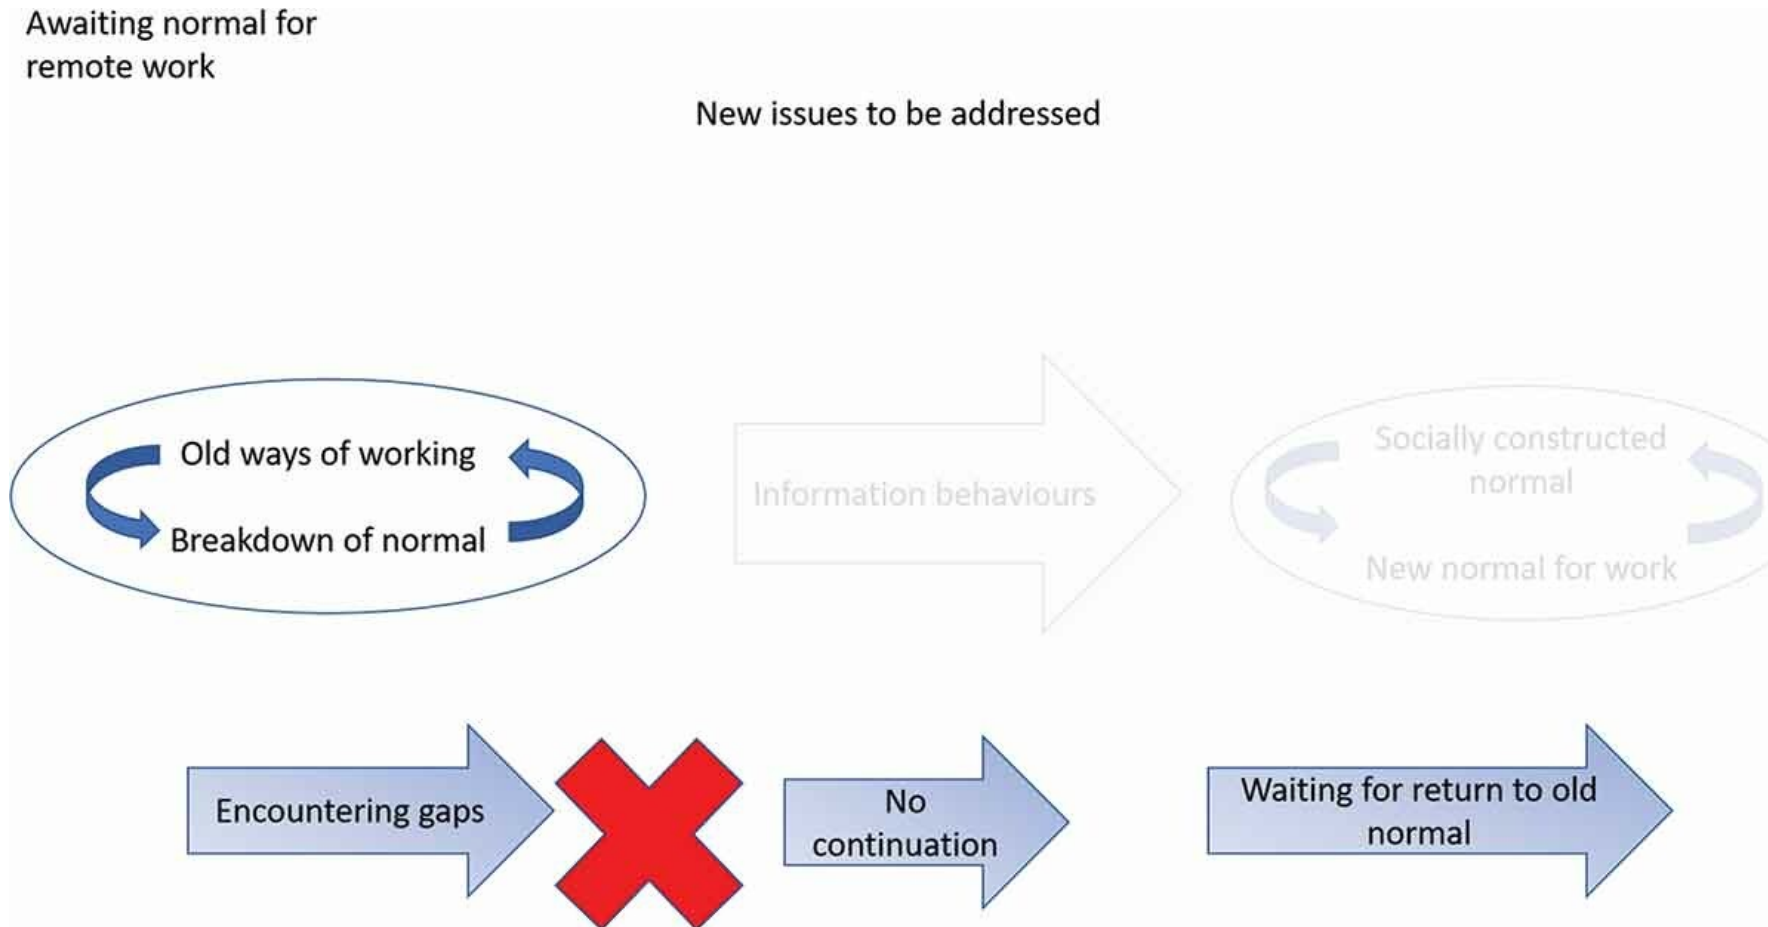 Awaiting normal for
remote work
New issues to be addressed
Old ways of working
Breakdown of normal
Information behaviours
Socially constructed
normal
New normal for work
Encountering gaps
No
continuation
Waiting for return to old
normal